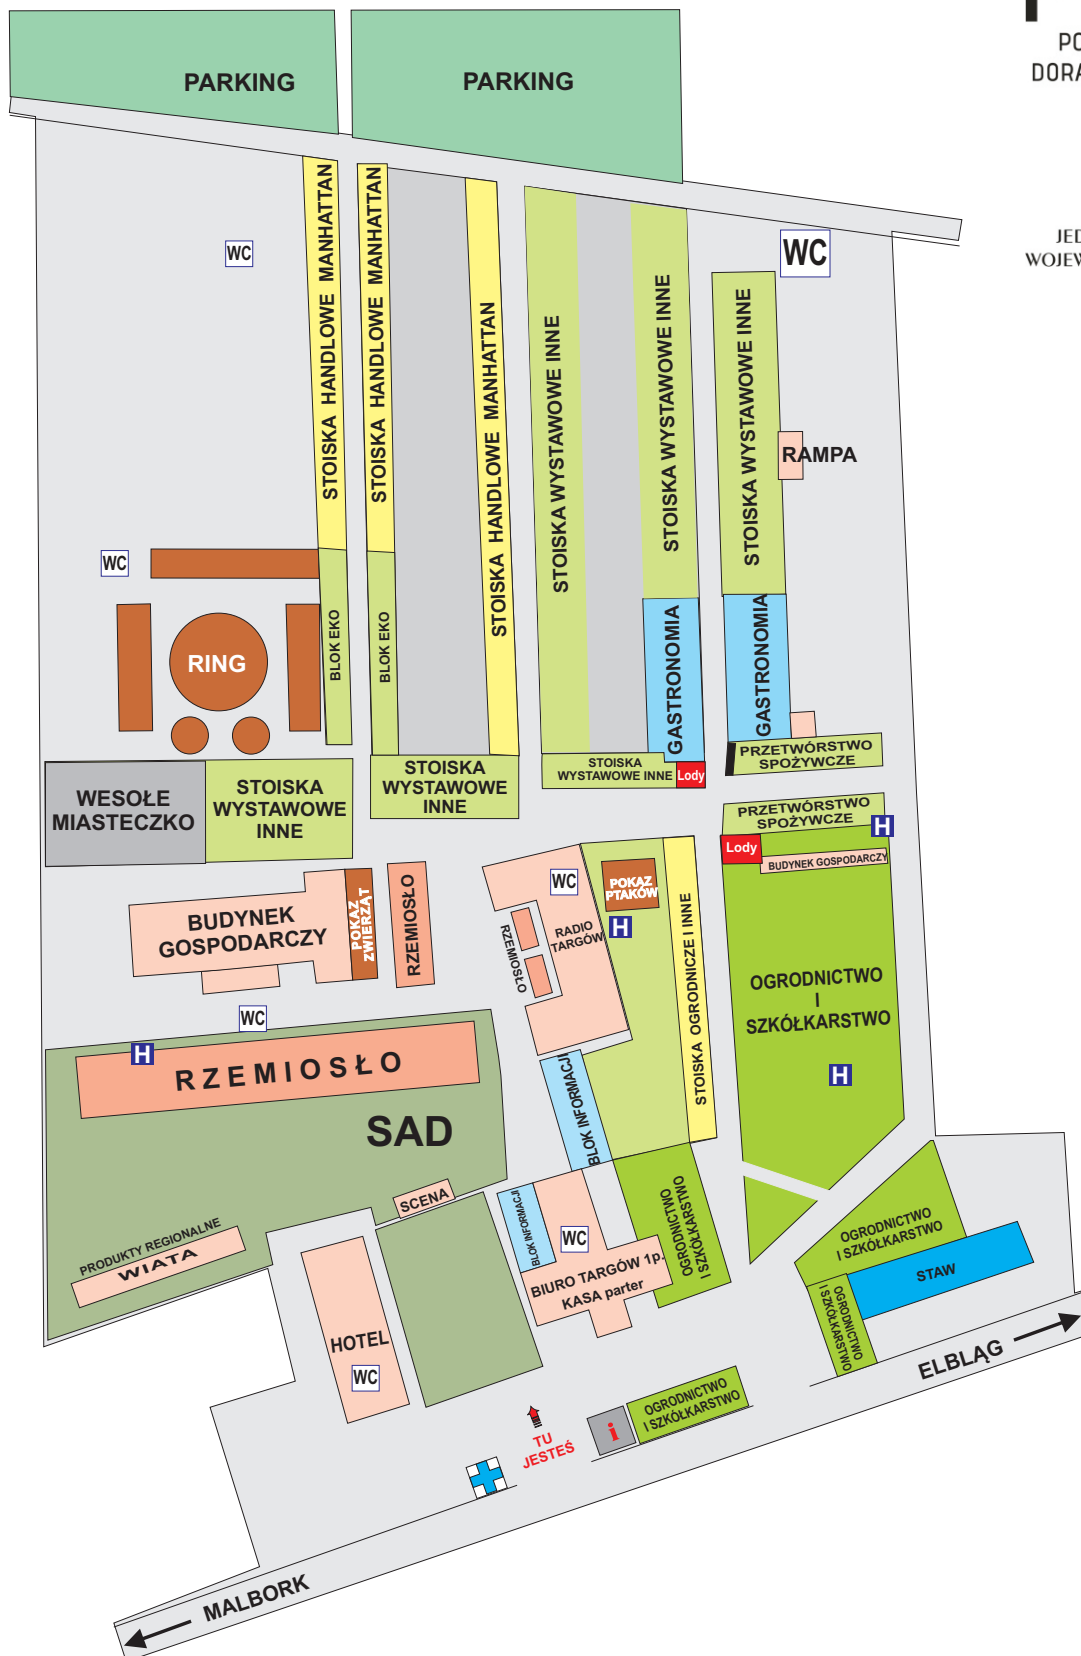 PARKING
PARKING
PO
DORA
JED
WOJEW
WC
WC
STOISKA HANDLOWE MANHATTAN
STOISKA HANDLOWE MANHATTAN
STOISKA HANDLOWE MANHATTAN
STOISKA WYSTAWOWE INNE
STOISKA WYSTAWOWE INNE
STOISKA WYSTAWOWE INNE
RAMPA
WC
BLOK EKO
BLOK EKO
RING
GASTRONOMIA
GASTRONOMIA
PRZETWÓRSTWO
SPOŻYWCZE
WESOŁE
MIASTECZKO
STOISKA
WYSTAWOWE
INNE
STOISKA
WYSTAWOWE
INNE
STOISKA
WYSTAWOWE INNE
Lody
PRZETWÓRSTWO
SPOŻYWCZE
H
Lody
BUDYNEK GOSPODARCZY
BUDYNEK
GOSPODARCZY
POKAZ
ZWIERZĄT
RZEMIOSŁO
WC
RADIO
TARGÓW
RZEMIOSŁO
POKAZ
PTAKÓW
H
STOISKA OGRODNICZE I INNE
OGRODNICTWO
I
SZKÓŁKARSTWO
H
WC
H
RZEMIOSŁO
SAD
BLOK INFORMACJI
SCENA
PRODUKTY REGIONALNE
WIATA
BLOK INFORMACJI
WC
BIURO TARGÓW 1p.
KASA parter
OGRODNICTWO
I SZKÓŁKARSTWO
OGRODNICTWO
I SZKÓŁKARSTWO
STAW
OGRODNICTWO
I SZKÓŁKARSTWO
HOTEL
WC
ELBLĄG
OGRODNICTWO
I SZKÓŁKARSTWO
i
TU
JESTEŚ
MALBORK